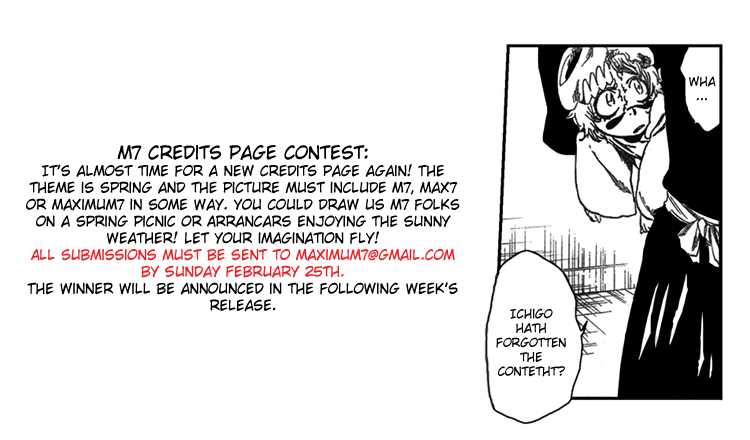 M7 CREDITS PAGE CONTEST:
IT'S ALMOST TIME FOR A NEW CREDITS PAGE AGAIN! THE
THEME IS SPRING AND THE PICTURE MUST INCLUDE M7, MAX7
OR MAXIMUM7 IN SOME WAY. YOU COULD DRAW US M7 FOLKS
ON A SPRING PICNIC OR ARRANCARS ENJOYING THE SUNNY
WEATHER! LET YOUR IMAGINATION FLY!
ALL SUBMISSIONS MUST BE SENT TO MAXIMUM7@GMAIL.COM
BY SUNDAY FEBRUARY 25TH.
THE WINNER WILL BE ANNOUNCED IN THE FOLLOWING WEEK'S
RELEASE.
WHA
...
ICHIGO
HATH
FORGOTTEN
THE
CONTETHT?